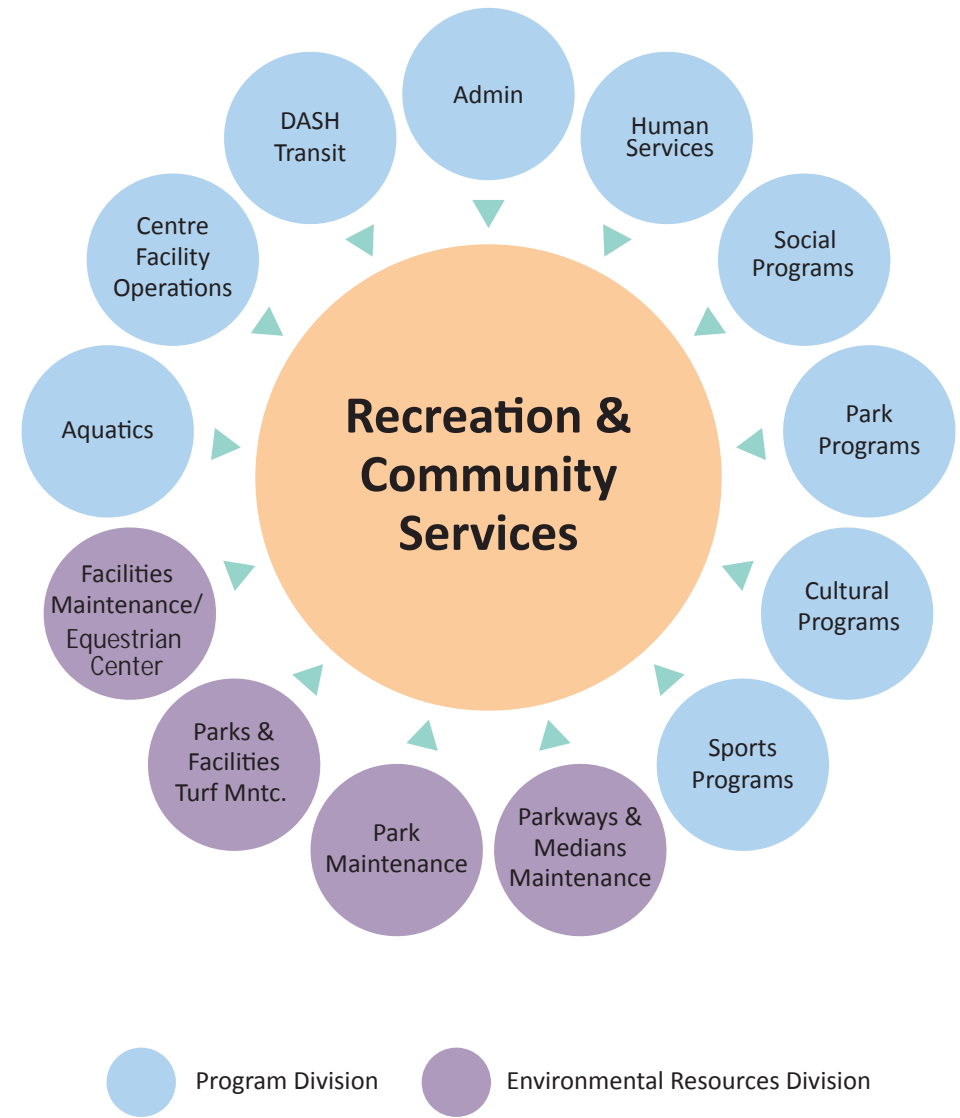 Admin
Human
Services
Social
Programs
Park
Programs
Cultural
Programs
Sports
Programs
Parkways &
Medians
Maintenance
Park
Maintenance
Parks &
Facilities
Turf Mntc.
Facilities
Maintenance/
Equestrian
Center
Aquatics
Centre
Facility
Operations
DASH
Transit
Recreation &
Community
Services
Program Division
Environmental Resources Division